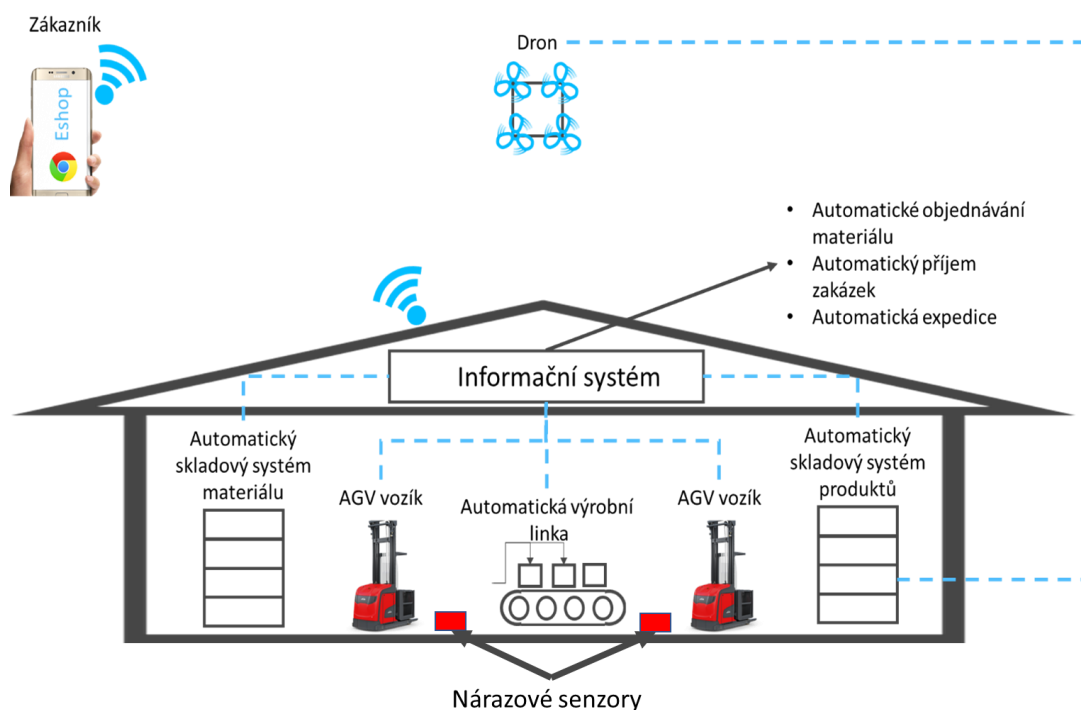 Zákazník
Eshop
Dron
• Automatické objednávání
materiálu
• Automatický příjem
zakázek
• Automatická expedice
Informační systém
Automatický
skladový systém
materiálu
AGV vozík
Automatická výrobní
linka
AGV vozík
Automatický
skladový systém
produktů
Nárazové senzory